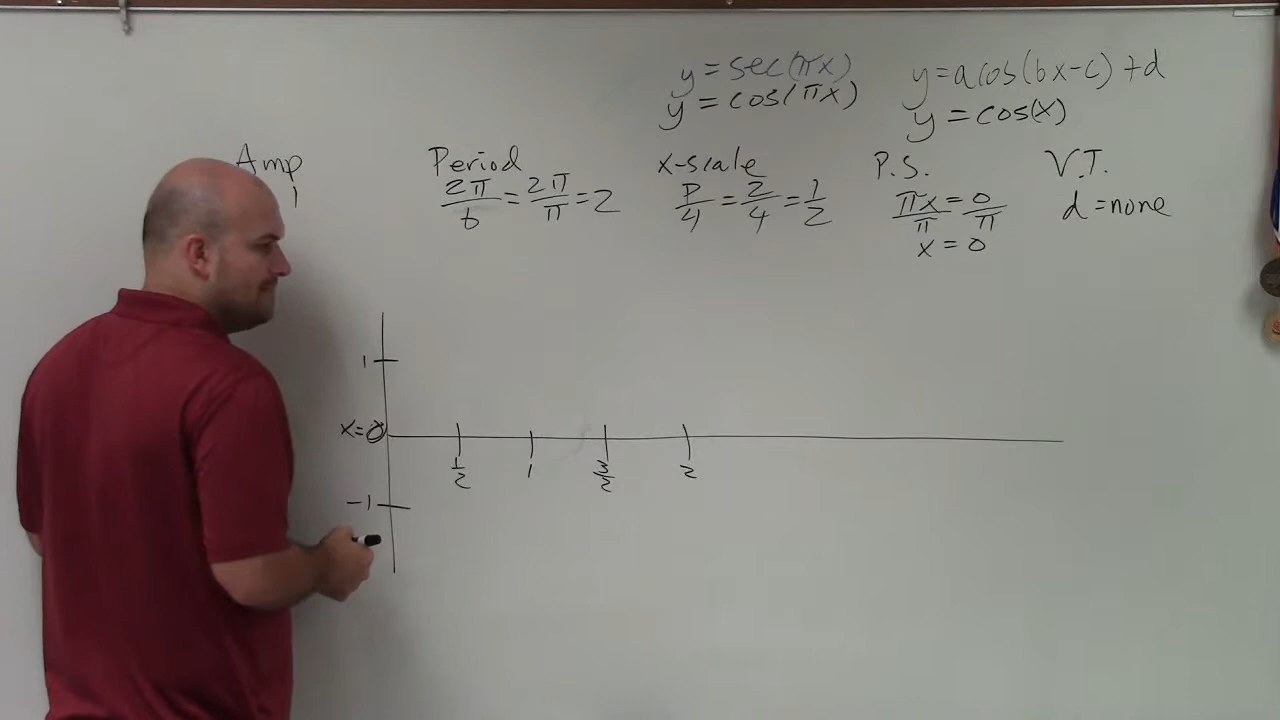 y = sec(πx)
y = cos(πx)
y = a cos(bx-c) + d
y = cos(x)
Amp
1
Period
2π/b = 2π/π = 2
x-scale
P/4 = 2/4 = 1/2
P.S.
πx/π = 0/π
x = 0
V.T.
d = none
1
x=0
-1
1/2 1 3/2 2